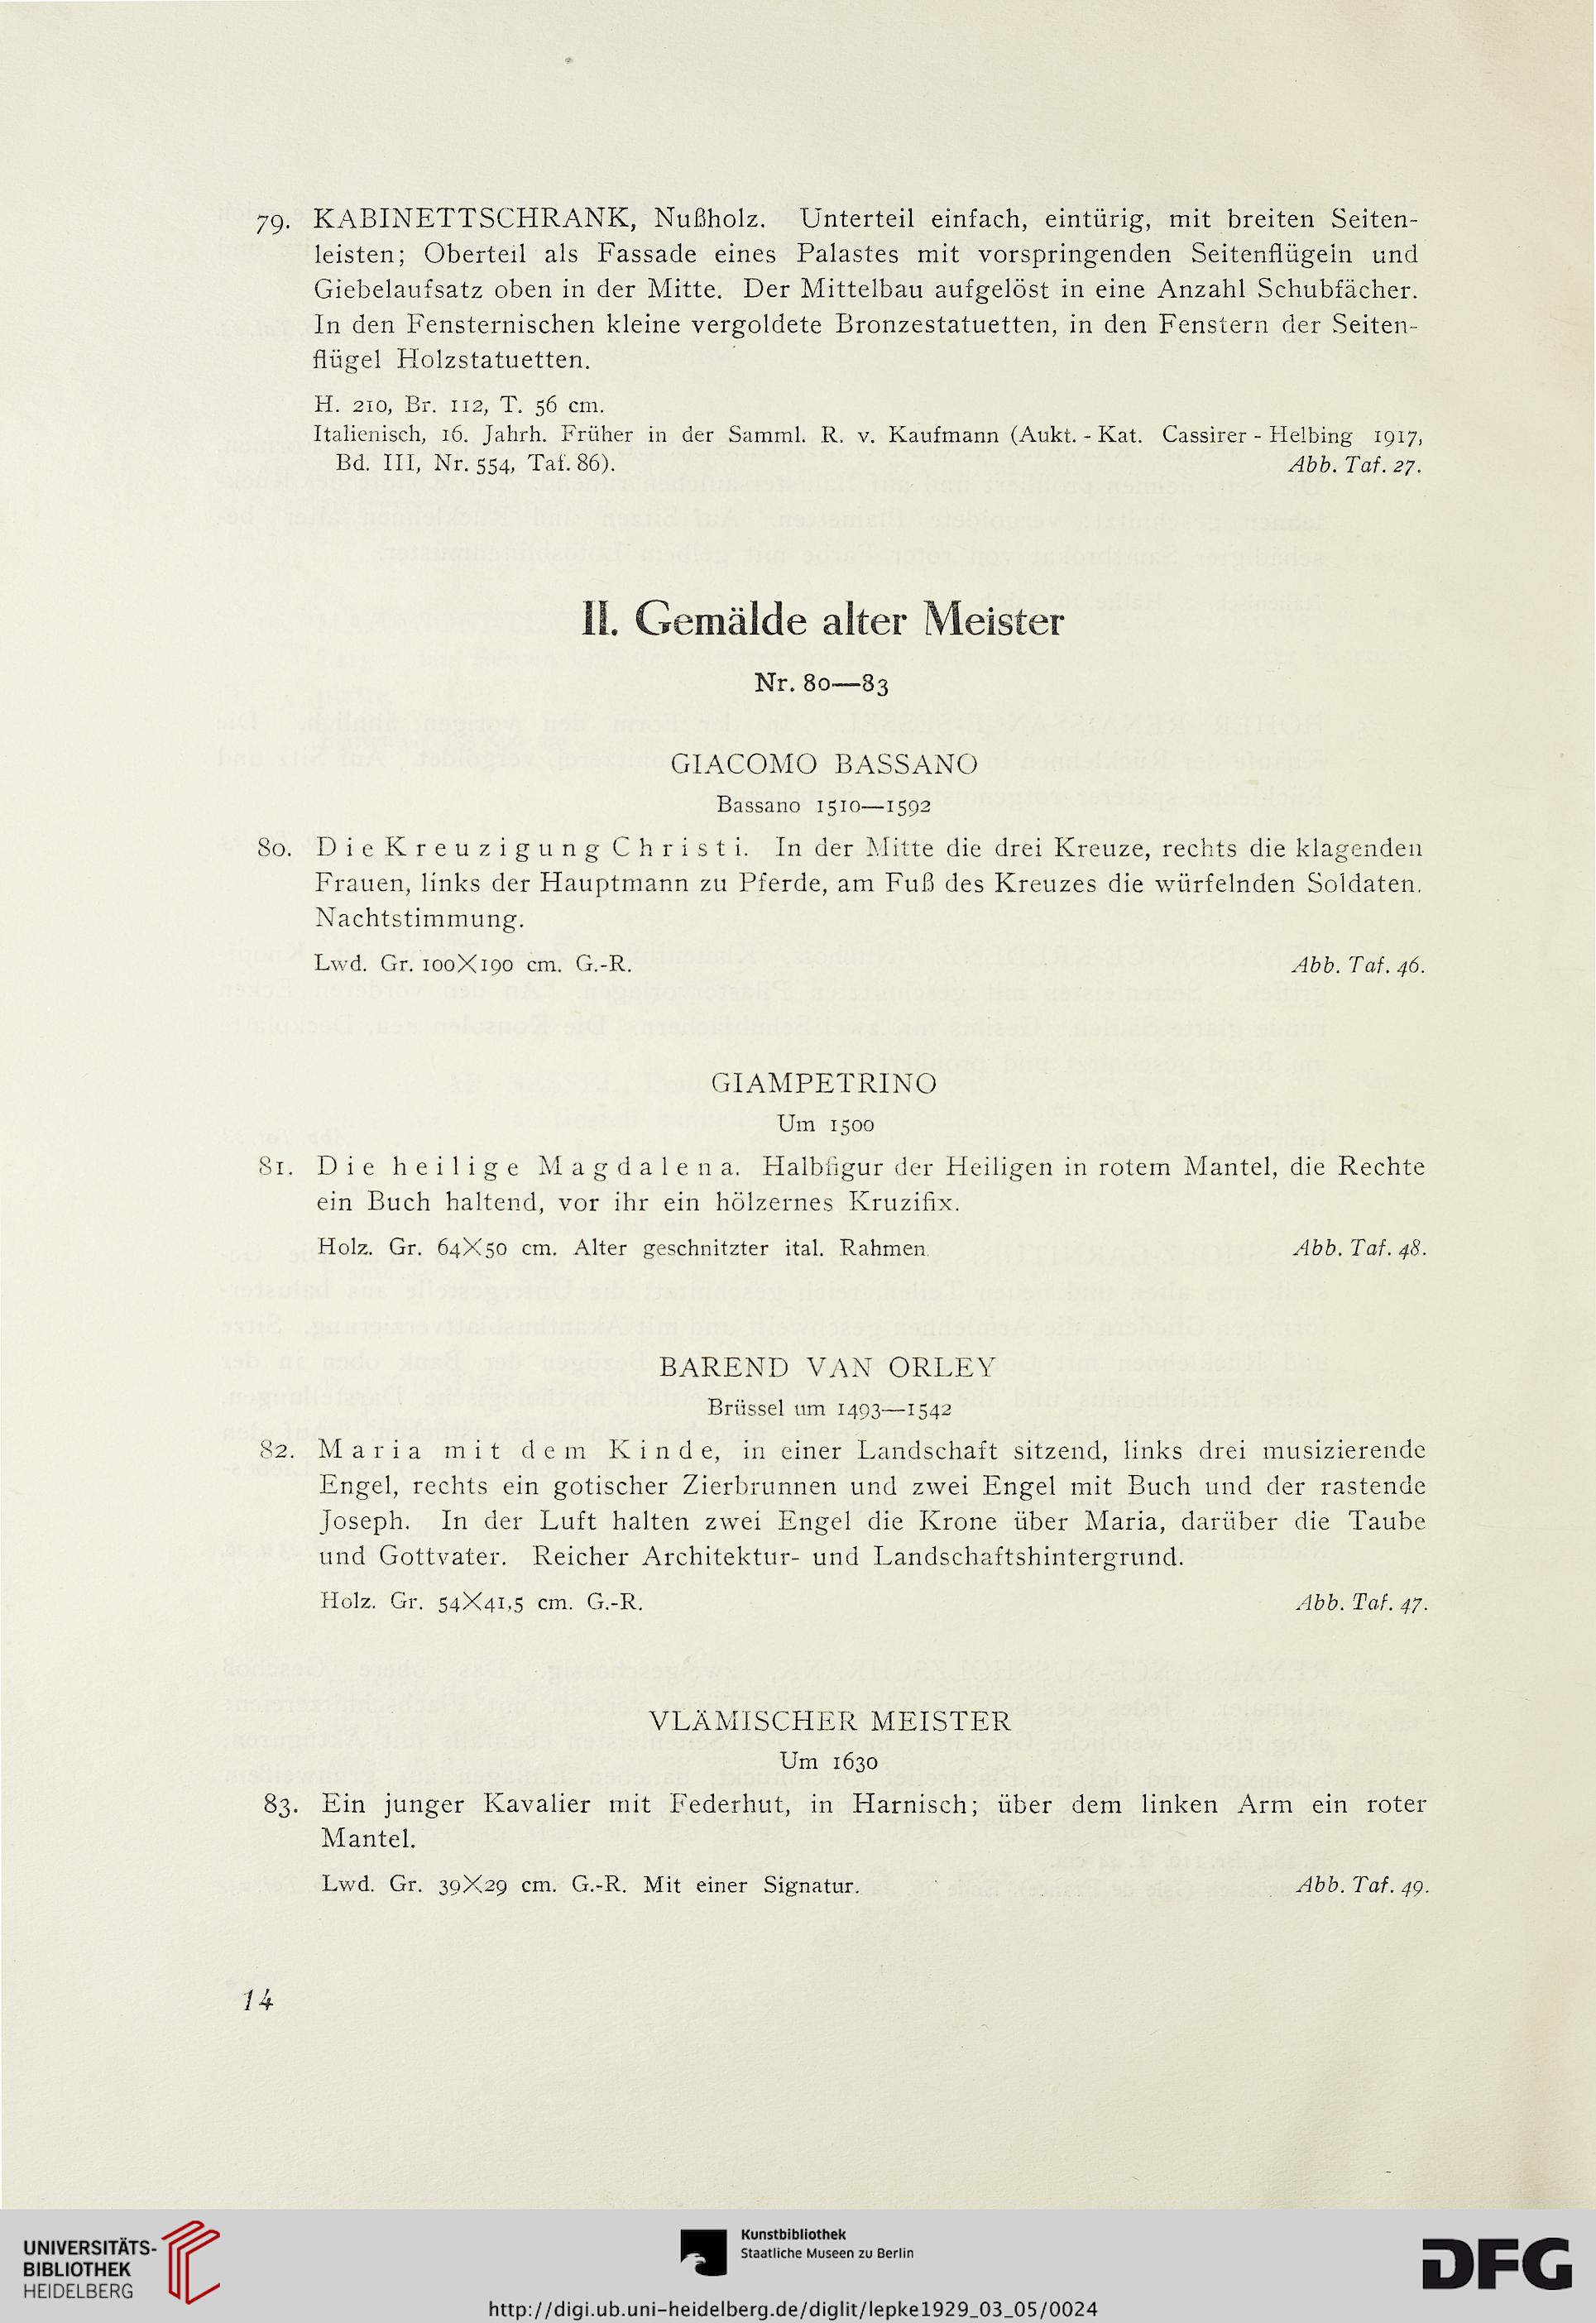 79. KABINETTSCHRANK, Nußholz. Unterteil einfach, eintürig, mit breiten Seiten-
leisten; Oberteil als Fassade eines Palastes mit vorspringenden Seitenflügeln und
Giebelaufsatz oben in der Mitte. Der Mittelbau aufgelöst in eine Anzahl Schubfächer.
In den Fensternischen kleine vergoldete Bronzestatuetten, in den Fenstern der Seiten-
flügel Holzstatuetten.
H. 210, Br. 112, T. 56 cm.
Italienisch, 16. Jahrh. Früher in der Samml. R. v. Kaufmann (Aukt.-Kat. Cassirer-Helbing 1917,
Bd. III, Nr. 554, Taf. 86). Abb. Taf. 27.
II. Gemälde alter Meister
Nr. 80—83
GIACOMO BASSANO
Bassano 1510—1592
80. Die Kreuzigung Christi. In der Mitte die drei Kreuze, rechts die klagenden
Frauen, links der Hauptmann zu Pferde, am Fuß des Kreuzes die würfelnden Soldaten.
Nachtstimmung.
Lwd. Gr. 100X190 cm. G.-R. Abb. Taf. 46.
GIAMPETRINO
Um 1500
81. Die heilige Magdalena. Halbfigur der Heiligen in rotem Mantel, die Rechte
ein Buch haltend, vor ihr ein hölzernes Kruzifix.
Holz. Gr. 64X50 cm. Alter geschnitzter ital. Rahmen. Abb. Taf. 48.
BAREND VAN ORLEY
Brüssel um 1493—1542
82. Maria mit dem Kinde, in einer Landschaft sitzend, links drei musizierende
Engel, rechts ein gotischer Zierbrunnen und zwei Engel mit Buch und der rastende
Joseph. In der Luft halten zwei Engel die Krone über Maria, darüber die Taube
und Gottvater. Reicher Architektur- und Landschaftshintergrund.
Holz. Gr. 54X41,5 cm. G.-R. Abb. Taf. 47.
VLÄMISCHER MEISTER
Um 1630
83. Ein junger Kavalier mit Federhut, in Harnisch; über dem linken Arm ein roter
Mantel.
Lwd. Gr. 39X29 cm. G.-R. Mit einer Signatur. Abb. Taf. 49.
14
UNIVERSITÄTS-
BIBLIOTHEK
HEIDELBERG
Kunstbibliothek
Staatliche Museen zu Berlin
DFG
http://digi.ub.uni-heidelberg.de/diglit/lepke1929_03_05/0024